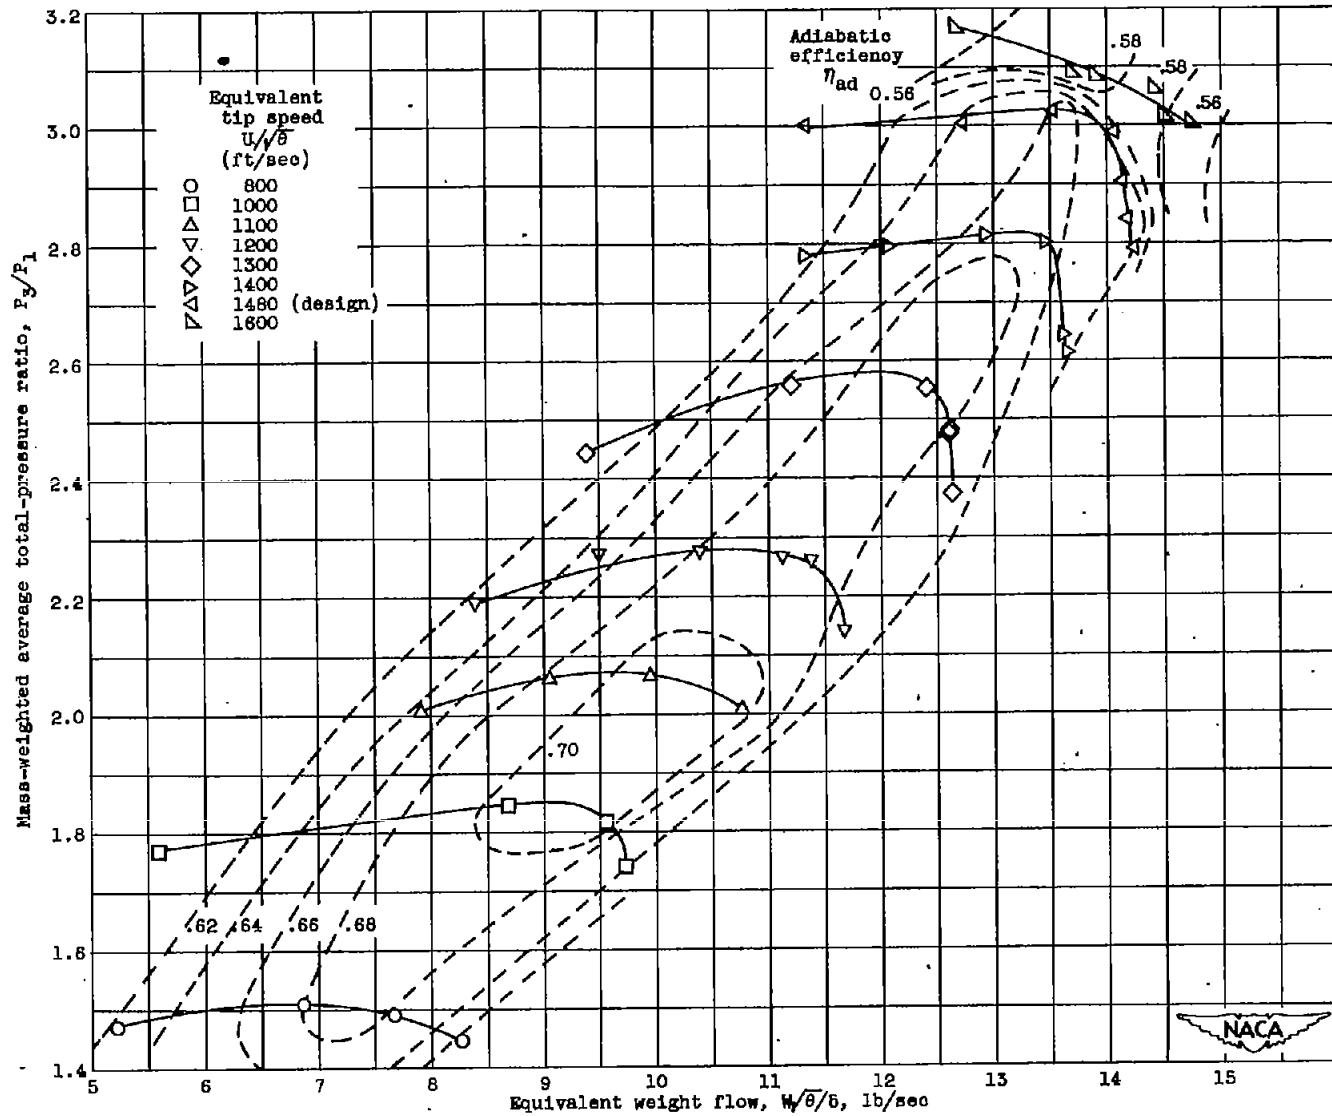 3.2
3.0
2.8
2.6
2.4
2.2
2.0
1.8
1.6
1.4
Mass-weighted average total-pressure ratio, P3/P1
Equivalent
tip speed
U/√θ
(ft/sec)
800
1000
1100
1200
1300
1400
1480 (design)
1600
Adiabatic
efficiency
ηad 0.56
.58
.58
.56
.70
.62 .64 .66 .68
NACA
5 6 7 8 9 10 11 12 13 14 15
Equivalent weight flow, W√θ/δ, lb/sec